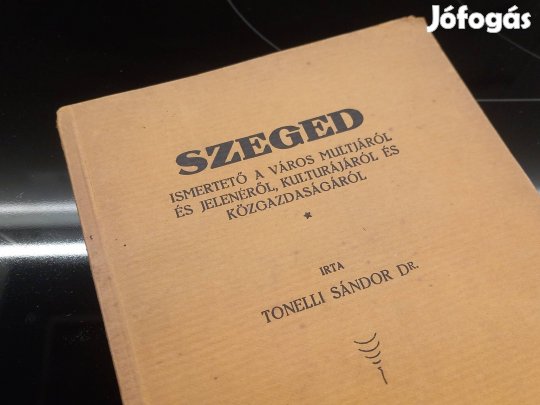 Jófogás
SZEGED
ISMERTETŐ A VÁROS MULTJÁRÓL
ÉS JELENÉRŐL, KULTURÁJÁRÓL ÉS
KÖZGAZDASÁGÁRÓL
*
IRTA
TONELLI SÁNDOR DR.